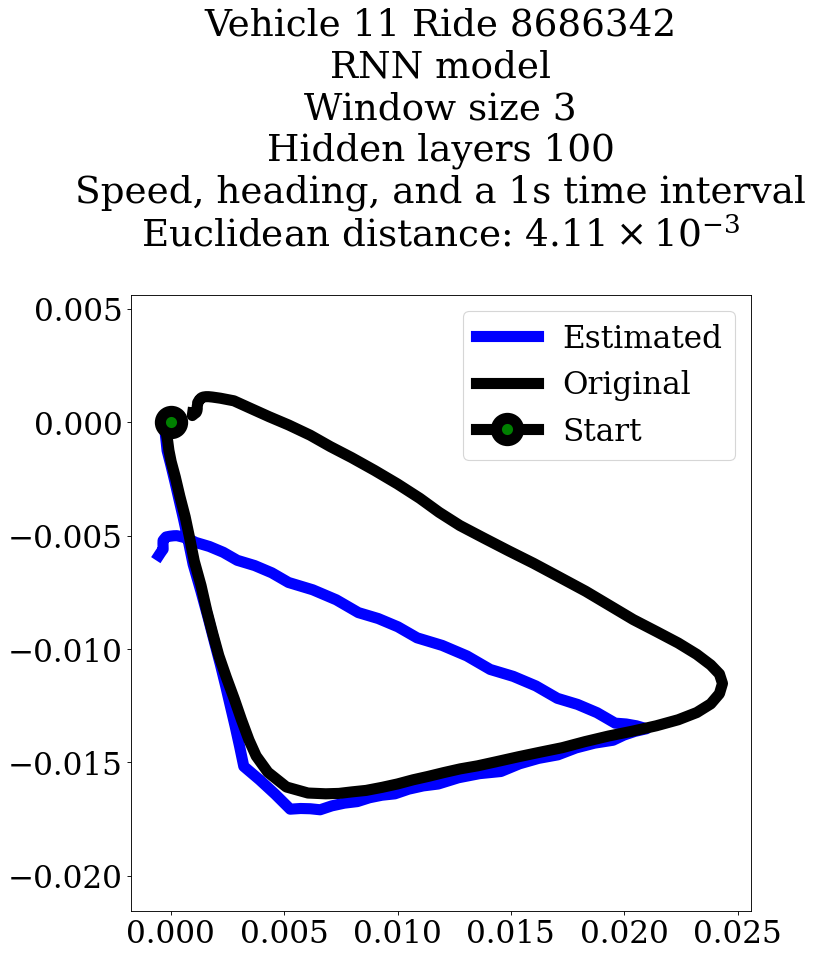 Vehicle 11 Ride 8686342
RNN model
Window size 3
Hidden layers 100
Speed, heading, and a 1s time interval
Euclidean distance: 4.11 × 10⁻³
Estimated
Original
Start
0.005
0.000
−0.005
−0.010
−0.015
−0.020
0.000 0.005 0.010 0.015 0.020 0.025